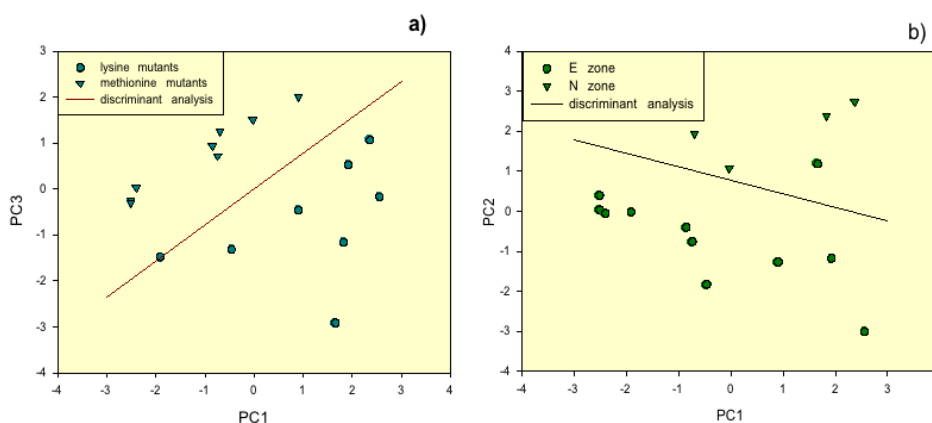 a)
3
2
1
0
-1
-2
-3
-4
PC3
lysine mutants
methionine mutants
discriminant analysis
-4 -3 -2 -1 0 1 2 3 4
PC1
b)
4
3
2
1
0
-1
-2
-3
-4
PC2
E zone
N zone
discriminant analysis
-4 -3 -2 -1 0 1 2 3
PC1